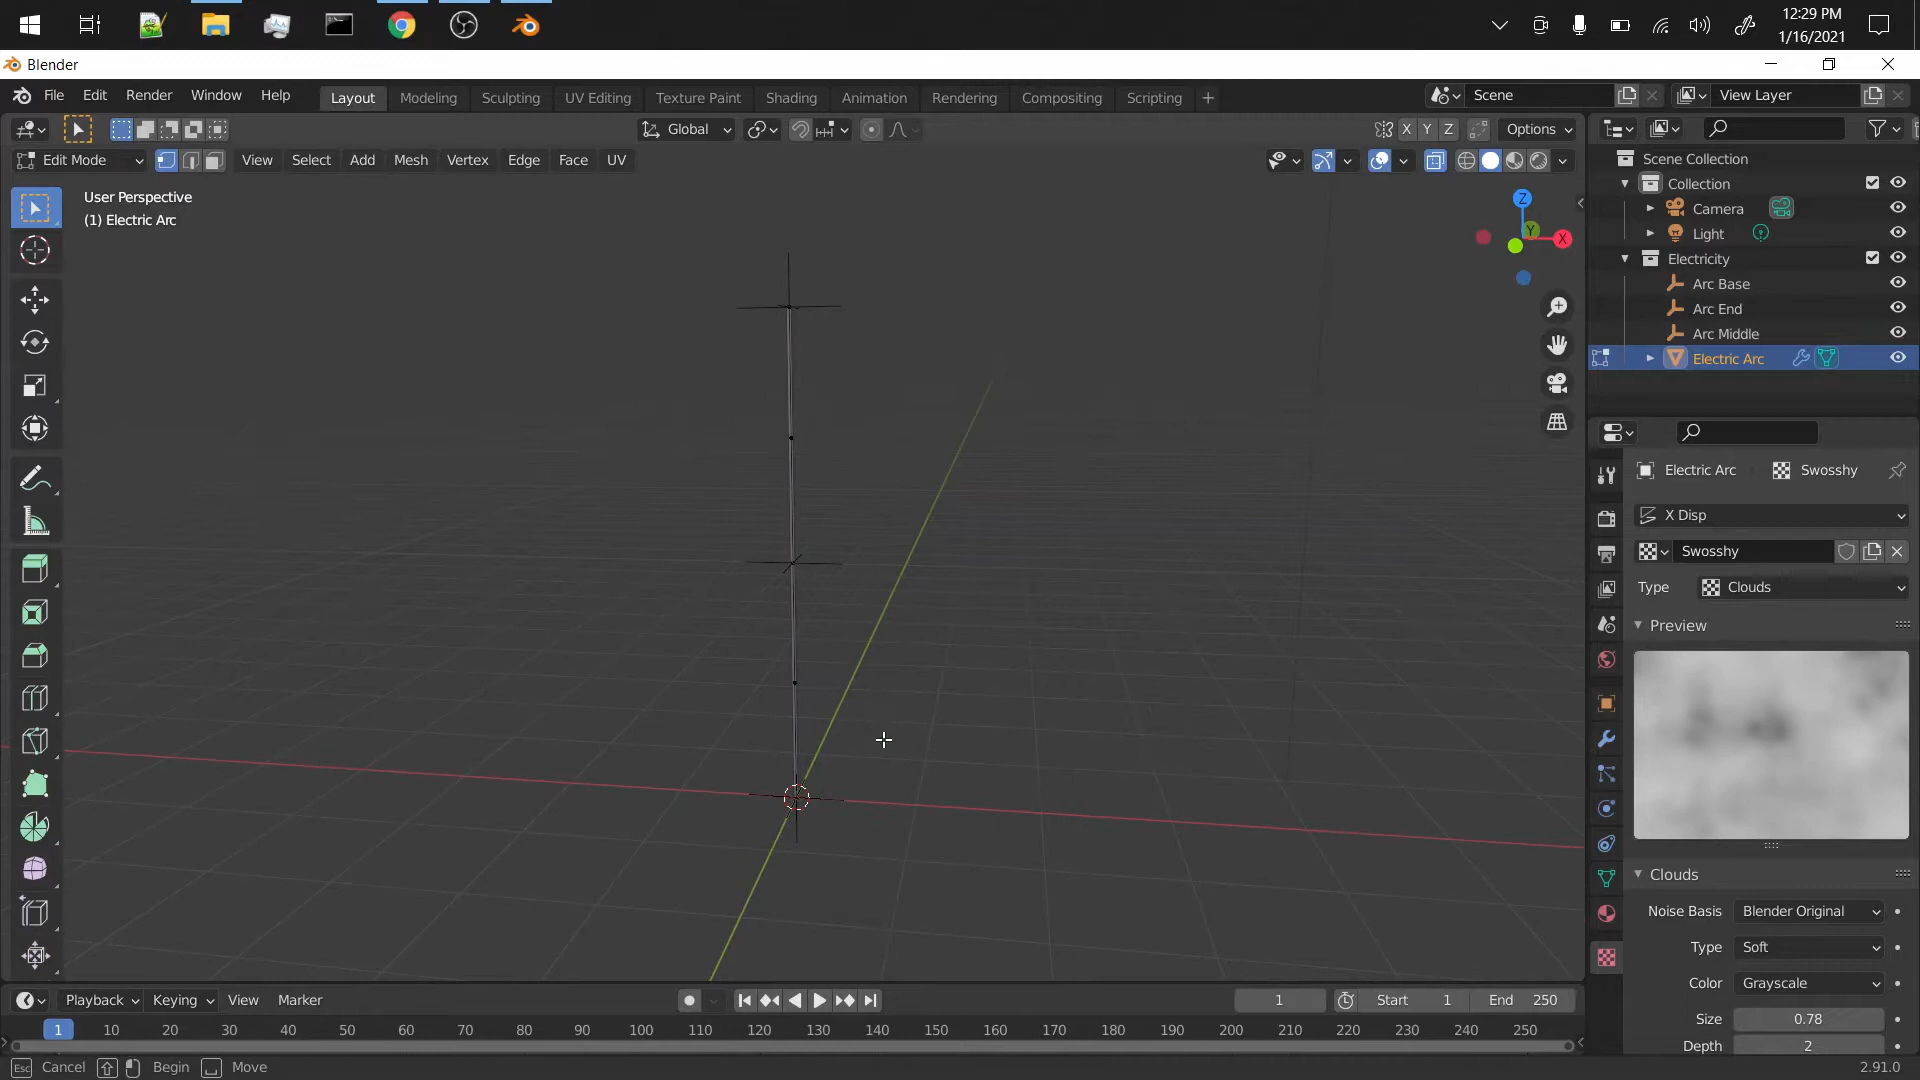 12:29 PM
1/16/2021
Blender
File Edit Render Window Help Layout Modeling Sculpting UV Editing Texture Paint Shading Animation Rendering Compositing Scripting + Scene View Layer
Global X Y Z Options
Edit Mode View Select Add Mesh Vertex Edge Face UV
User Perspective
(1) Electric Arc
Z
Y
X
Scene Collection
Collection
Camera
Light
Electricity
Arc Base
Arc End
Arc Middle
Electric Arc
Electric Arc Swosshy
X Disp
Swosshy
Type Clouds
Preview
Clouds
Noise Basis Blender Original
Type Soft
Color Grayscale
Size 0.78
Depth 2
Playback Keying View Marker 1 Start 1 End 250
1 10 20 30 40 50 60 70 80 90 100 110 120 130 140 150 160 170 180 190 200 210 220 230 240 250
Esc Cancel Begin Move 2.91.0